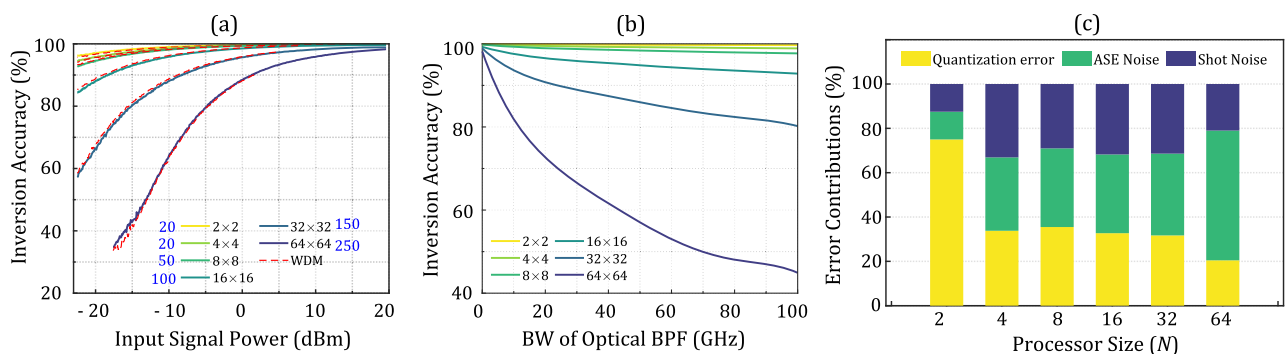 (a)
Inversion Accuracy (%)
100
80
60
40
20
20 2×2
20 4×4
50 8×8
100 16×16
32×32 150
64×64 250
WDM
- 20 - 10 0 10 20
Input Signal Power (dBm)
(b)
Inversion Accuracy (%)
100
80
60
40
2×2
4×4
8×8
16×16
32×32
64×64
0 20 40 60 80 100
BW of Optical BPF (GHz)
(c)
Error Contributions (%)
Quantization error ASE Noise Shot Noise
100
80
60
40
20
0
2 4 8 16 32 64
Processor Size (N)